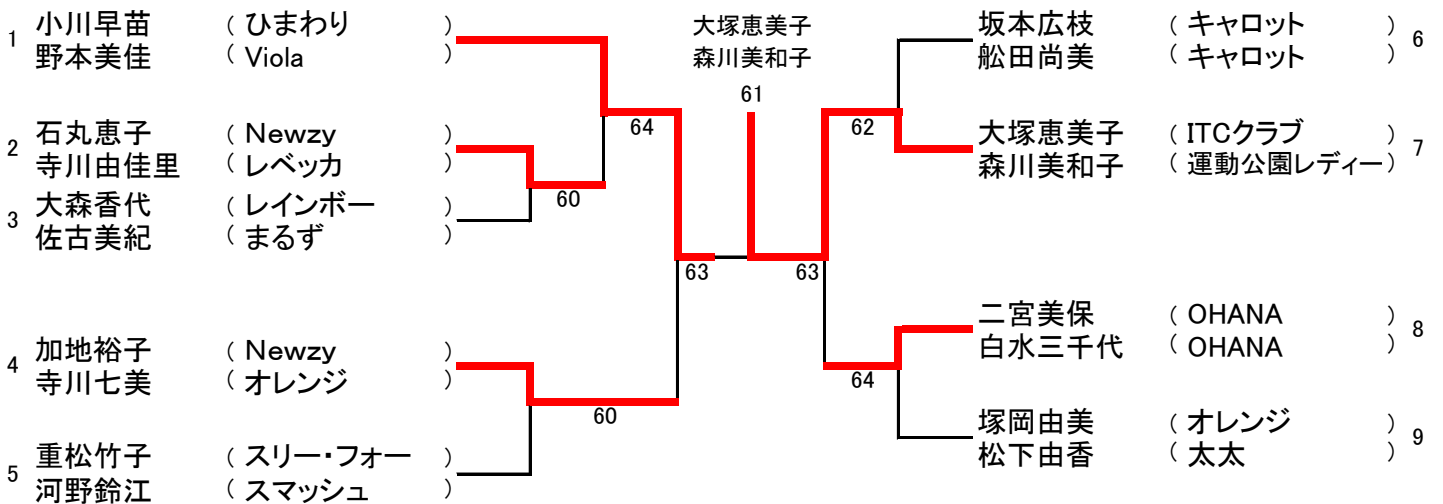 1 小川早苗 ( ひまわり )
野本美佳 ( Viola )
2 石丸恵子 ( Newzy )
寺川由佳里 ( レベッカ )
3 大森香代 ( レインボー )
佐古美紀 ( まるず )
4 加地裕子 ( Newzy )
寺川七美 ( オレンジ )
5 重松竹子 ( スリー・フォー )
河野鈴江 ( スマッシュ )
64
60
63
60
大塚恵美子
森川美和子
61
62
63
64
坂本広枝 ( キャロット ) 6
舩田尚美 ( キャロット )
大塚恵美子 ( ITCクラブ ) 7
森川美和子 ( 運動公園レディー )
二宮美保 ( OHANA ) 8
白水三千代 ( OHANA )
塚岡由美 ( オレンジ ) 9
松下由香 ( 太太 )